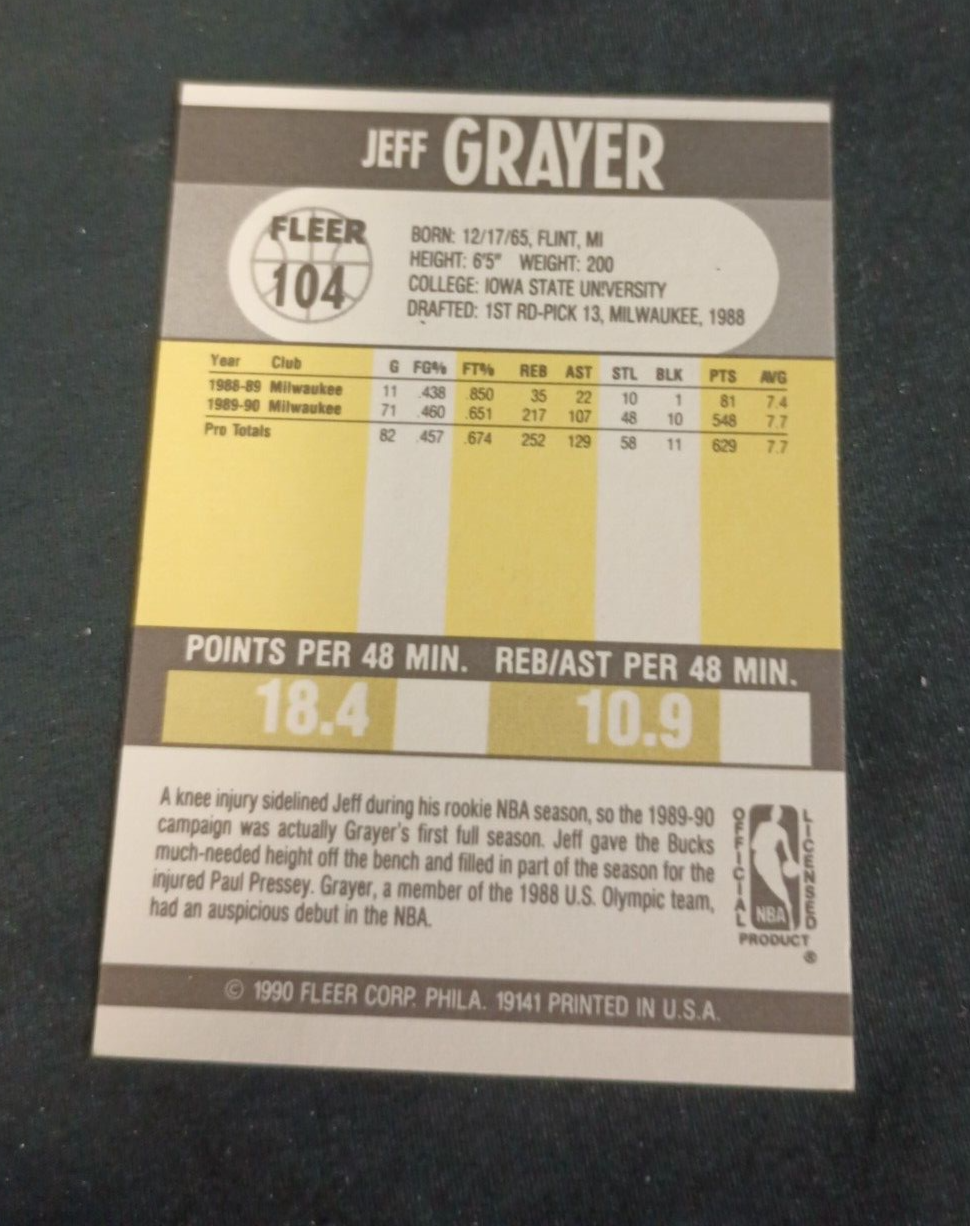 JEFF GRAYER
FLEER
104
BORN: 12/17/65, FLINT, MI
HEIGHT: 6'5" WEIGHT: 200
COLLEGE: IOWA STATE UNIVERSITY
DRAFTED: 1ST RD-PICK 13, MILWAUKEE, 1988
Year Club G FG% FT% REB AST STL BLK PTS AVG
1988-89 Milwaukee 11 .438 .850 35 22 10 1 81 7.4
1989-90 Milwaukee 71 .460 .651 217 107 48 10 548 7.7
Pro Totals 82 .457 .674 252 129 58 11 629 7.7
POINTS PER 48 MIN. REB/AST PER 48 MIN.
18.4 10.9
A knee injury sidelined Jeff during his rookie NBA season, so the 1989-90
campaign was actually Grayer's first full season. Jeff gave the Bucks
much-needed height off the bench and filled in part of the season for the
injured Paul Pressey. Grayer, a member of the 1988 U.S. Olympic team,
had an auspicious debut in the NBA.
OFFICIAL
NBA
LICENSED
PRODUCT
®
© 1990 FLEER CORP. PHILA. 19141 PRINTED IN U.S.A.